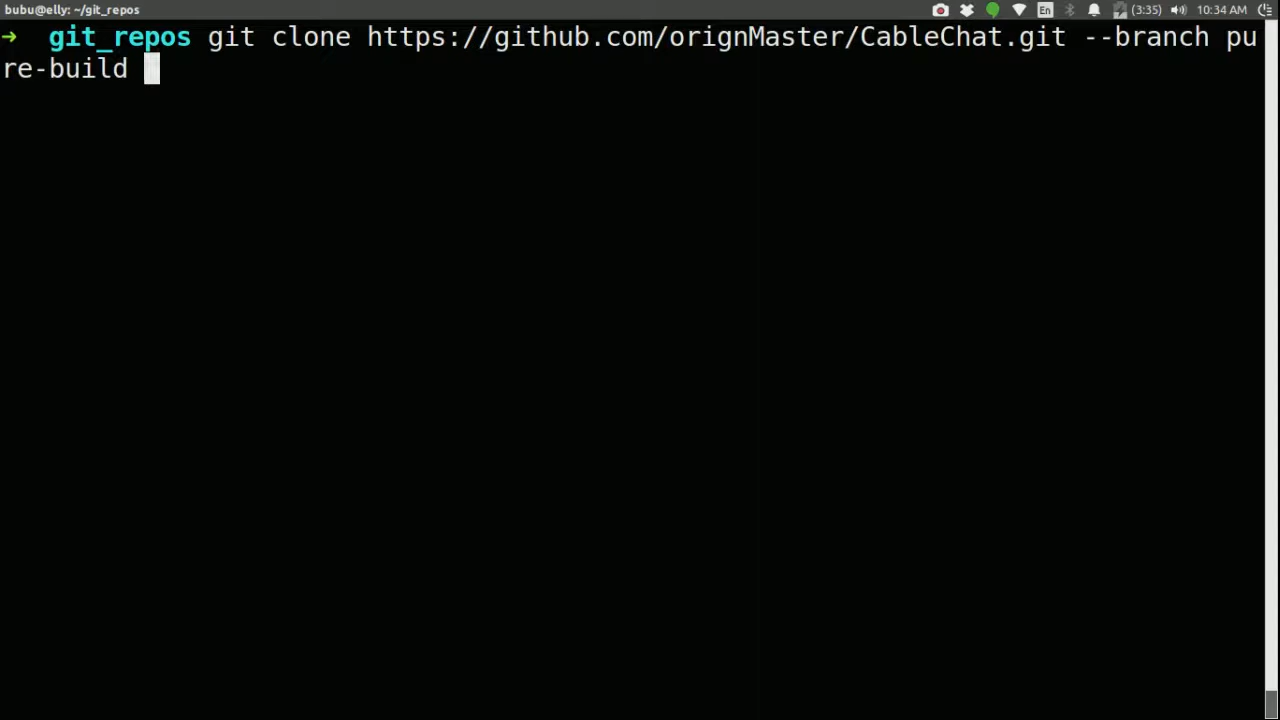 bubu@elly: ~/git_repos
En
(3:35)
10:34 AM
➜ git_repos git clone https://github.com/orignMaster/CableChat.git --branch pu
re-build